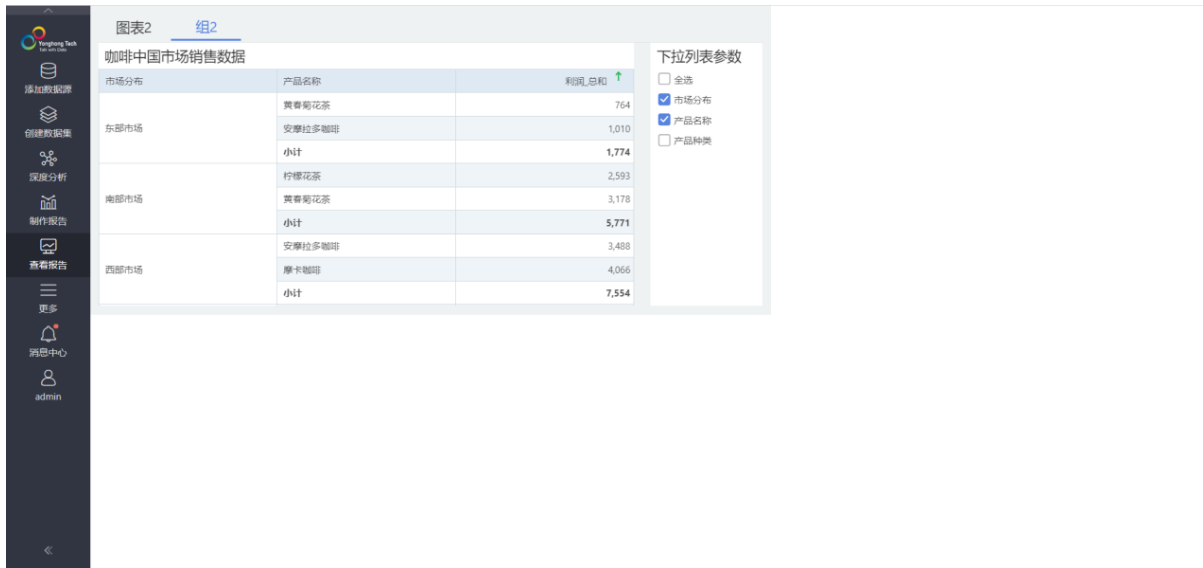 Yonghong Tech
Talk with Data
添加数据源
创建数据集
深度分析
制作报告
查看报告
更多
消息中心
admin
图表2 组2
咖啡中国市场销售数据
市场分布 产品名称 利润_总和
东部市场 黄春菊花茶 764
安摩拉多咖啡 1,010
小计 1,774
南部市场 柠檬花茶 2,593
黄春菊花茶 3,178
小计 5,771
西部市场 安摩拉多咖啡 3,488
摩卡咖啡 4,066
小计 7,554
下拉列表参数
全选
市场分布
产品名称
产品种类